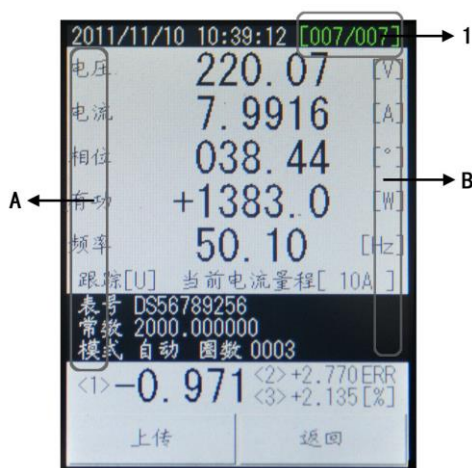 2011/11/10 10:39:12 [007/007] 1
电压 220.07 [V]
电流 7.9916 [A]
相位 038.44 [°]
有功 +1383.0 [W]
频率 50.10 [Hz]
A
B
跟踪[U] 当前电流量程[ 10A ]
表号 DS56789256
常数 2000.000000
模式 自动 圈数 0003
<1>-0.971 <2>+2.770 ERR
<3>+2.135 [%]
上传 返回